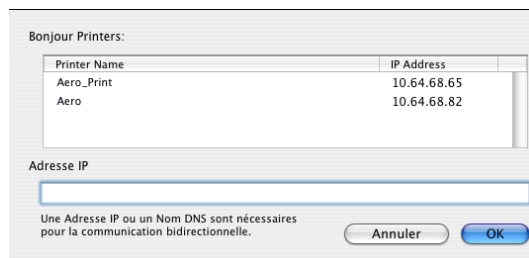 Bonjour Printers:
Printer Name IP Address
Aero_Print 10.64.68.65
Aero 10.64.68.82
Adresse IP
Une Adresse IP ou un Nom DNS sont nécessaires
pour la communication bidirectionnelle.
Annuler OK